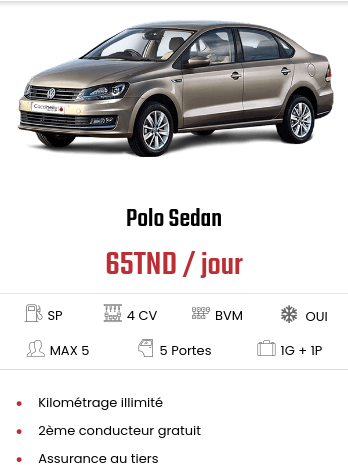 Polo Sedan
65TND / jour
SP 4 CV BVM OUI
MAX 5 5 Portes 1G + 1P
Kilométrage illimité
2ème conducteur gratuit
Assurance au tiers